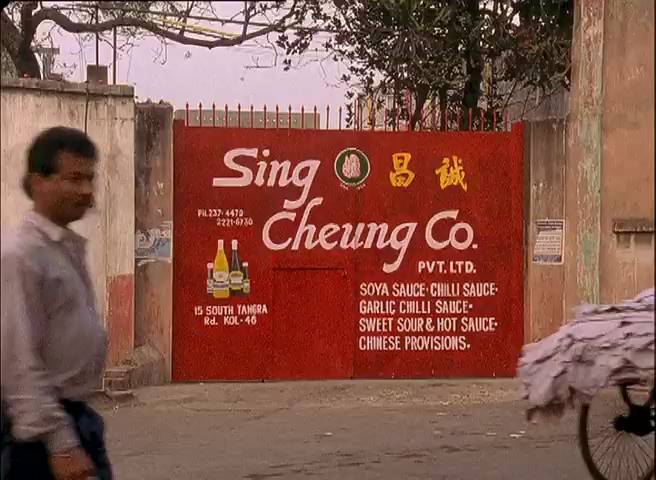 Sing
昌 誠
PH.237-4470
2221-6730
Cheung Co.
PVT. LTD.
15 SOUTH TANGRA
Rd. KOL-46
SOYA SAUCE·CHILLI SAUCE·
GARLIC CHILLI SAUCE·
SWEET SOUR & HOT SAUCE·
CHINESE PROVISIONS.